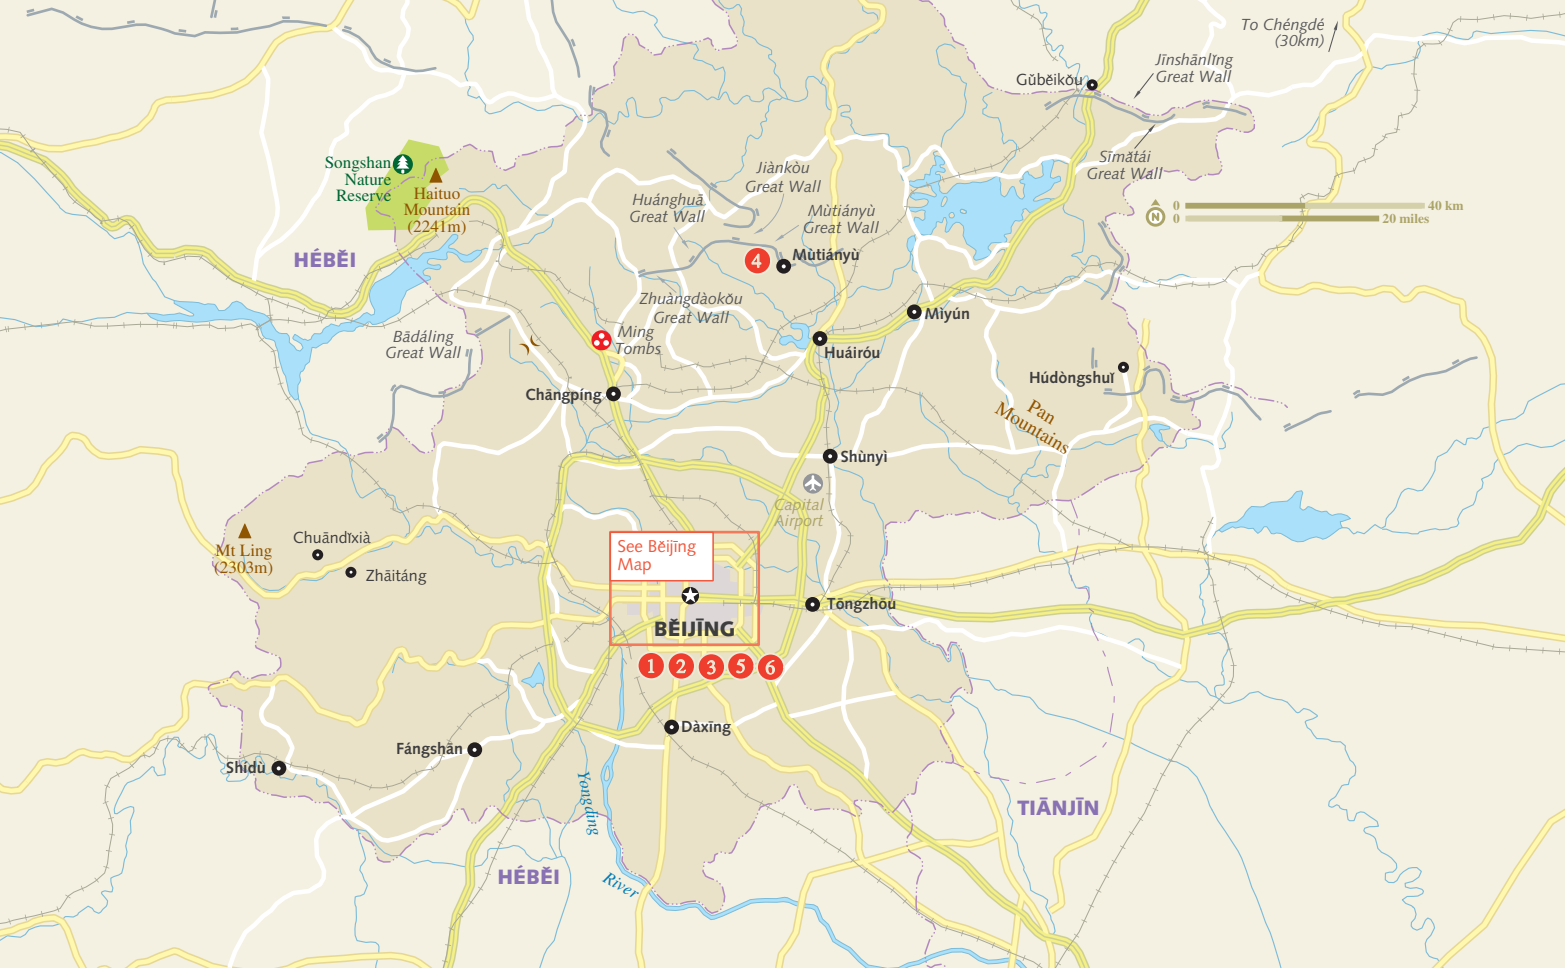 To Chéngdé
(30km)
Jīnshānlǐng
Great Wall
Gǔběikǒu
Sīmǎtái
Great Wall
Songshan
Nature
Reserve
Haituo
Mountain
(2241m)
Jiànkòu
Great Wall
Huánghuā
Great Wall
Mùtiányù
Great Wall
0
40 km
N
0
20 miles
HÉBĚI
4
Mùtiányù
Zhuàngdàokǒu
Great Wall
Mìyún
Bādálǐng
Great Wall
Ming
Tombs
Huáiróu
Húdòngshuǐ
Chāngpíng
Pan
Mountains
Shùnyì
Capital
Airport
Mt Ling
(2303m)
Chuāndǐxià
Zhāitáng
See Běijīng
Map
BĚIJĪNG
Tōngzhōu
1
2
3
5
6
Dàxīng
Fángshān
Shídù
Yongding
River
TIĀNJĪN
HÉBĚI